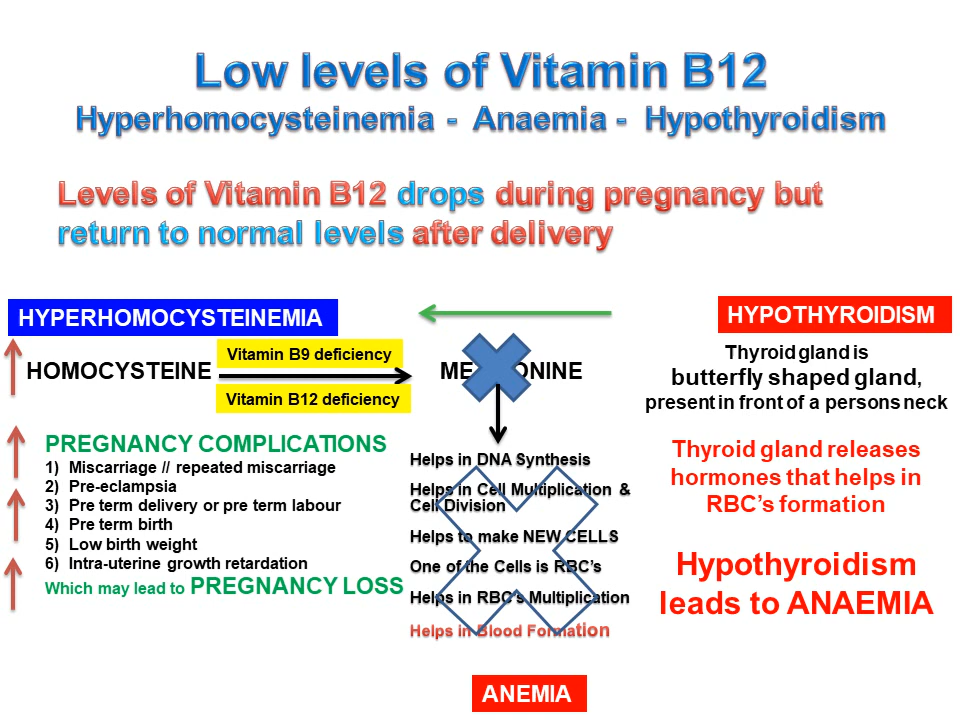 Low levels of Vitamin B12
Hyperhomocysteinemia - Anaemia - Hypothyroidism
Levels of Vitamin B12 drops during pregnancy but
return to normal levels after delivery
HYPERHOMOCYSTEINEMIA
HOMOCYSTEINE
Vitamin B9 deficiency
Vitamin B12 deficiency
PREGNANCY COMPLICATIONS
1) Miscarriage // repeated miscarriage
2) Pre-eclampsia
3) Pre term delivery or pre term labour
4) Pre term birth
5) Low birth weight
6) Intra-uterine growth retardation
Which may lead to PREGNANCY LOSS
Helps in DNA Synthesis
Helps in Cell Multiplication &
Cell Division
Helps to make NEW CELLS
One of the Cells is RBC's
Helps in RBC's Multiplication
Helps in Blood Formation
ANEMIA
HYPOTHYROIDISM
Thyroid gland is
butterfly shaped gland,
present in front of a persons neck
Thyroid gland releases
hormones that helps in
RBC's formation
Hypothyroidism
leads to ANAEMIA